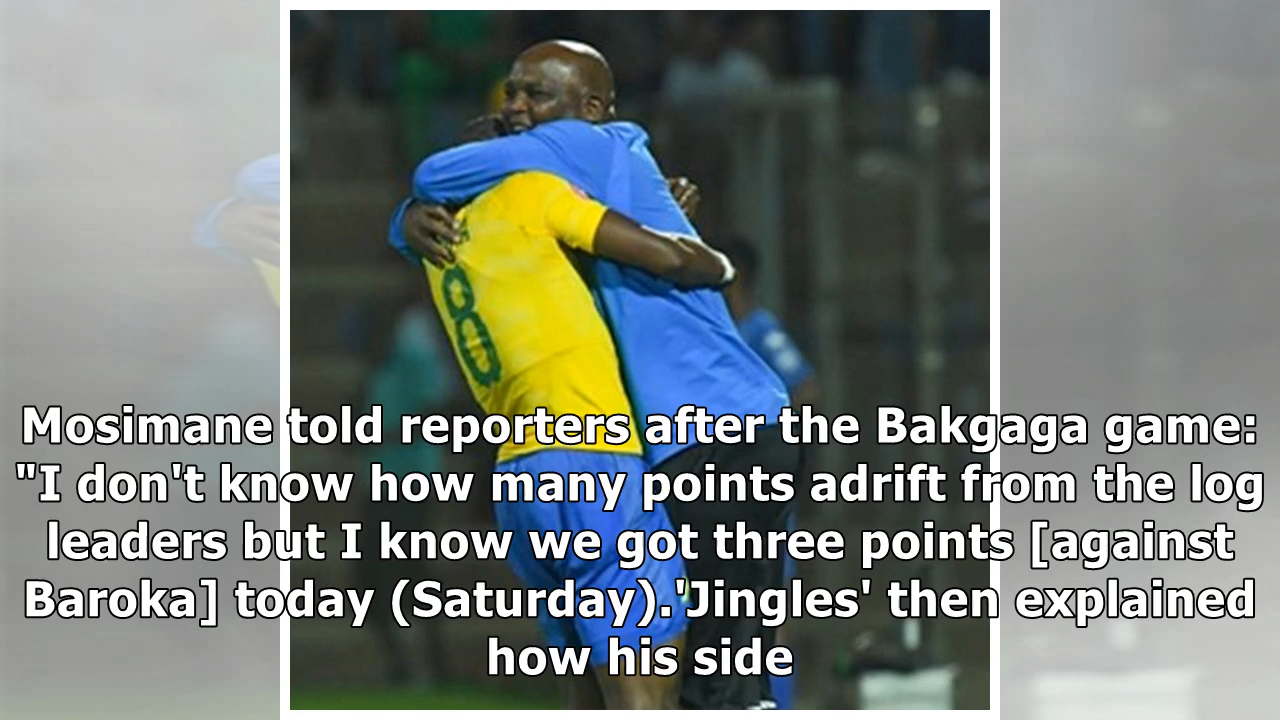 8
Mosimane told reporters after the Bakgaga game:
"I don't know how many points adrift from the log
leaders but I know we got three points [against
Baroka] today (Saturday).'Jingles' then explained
how his side